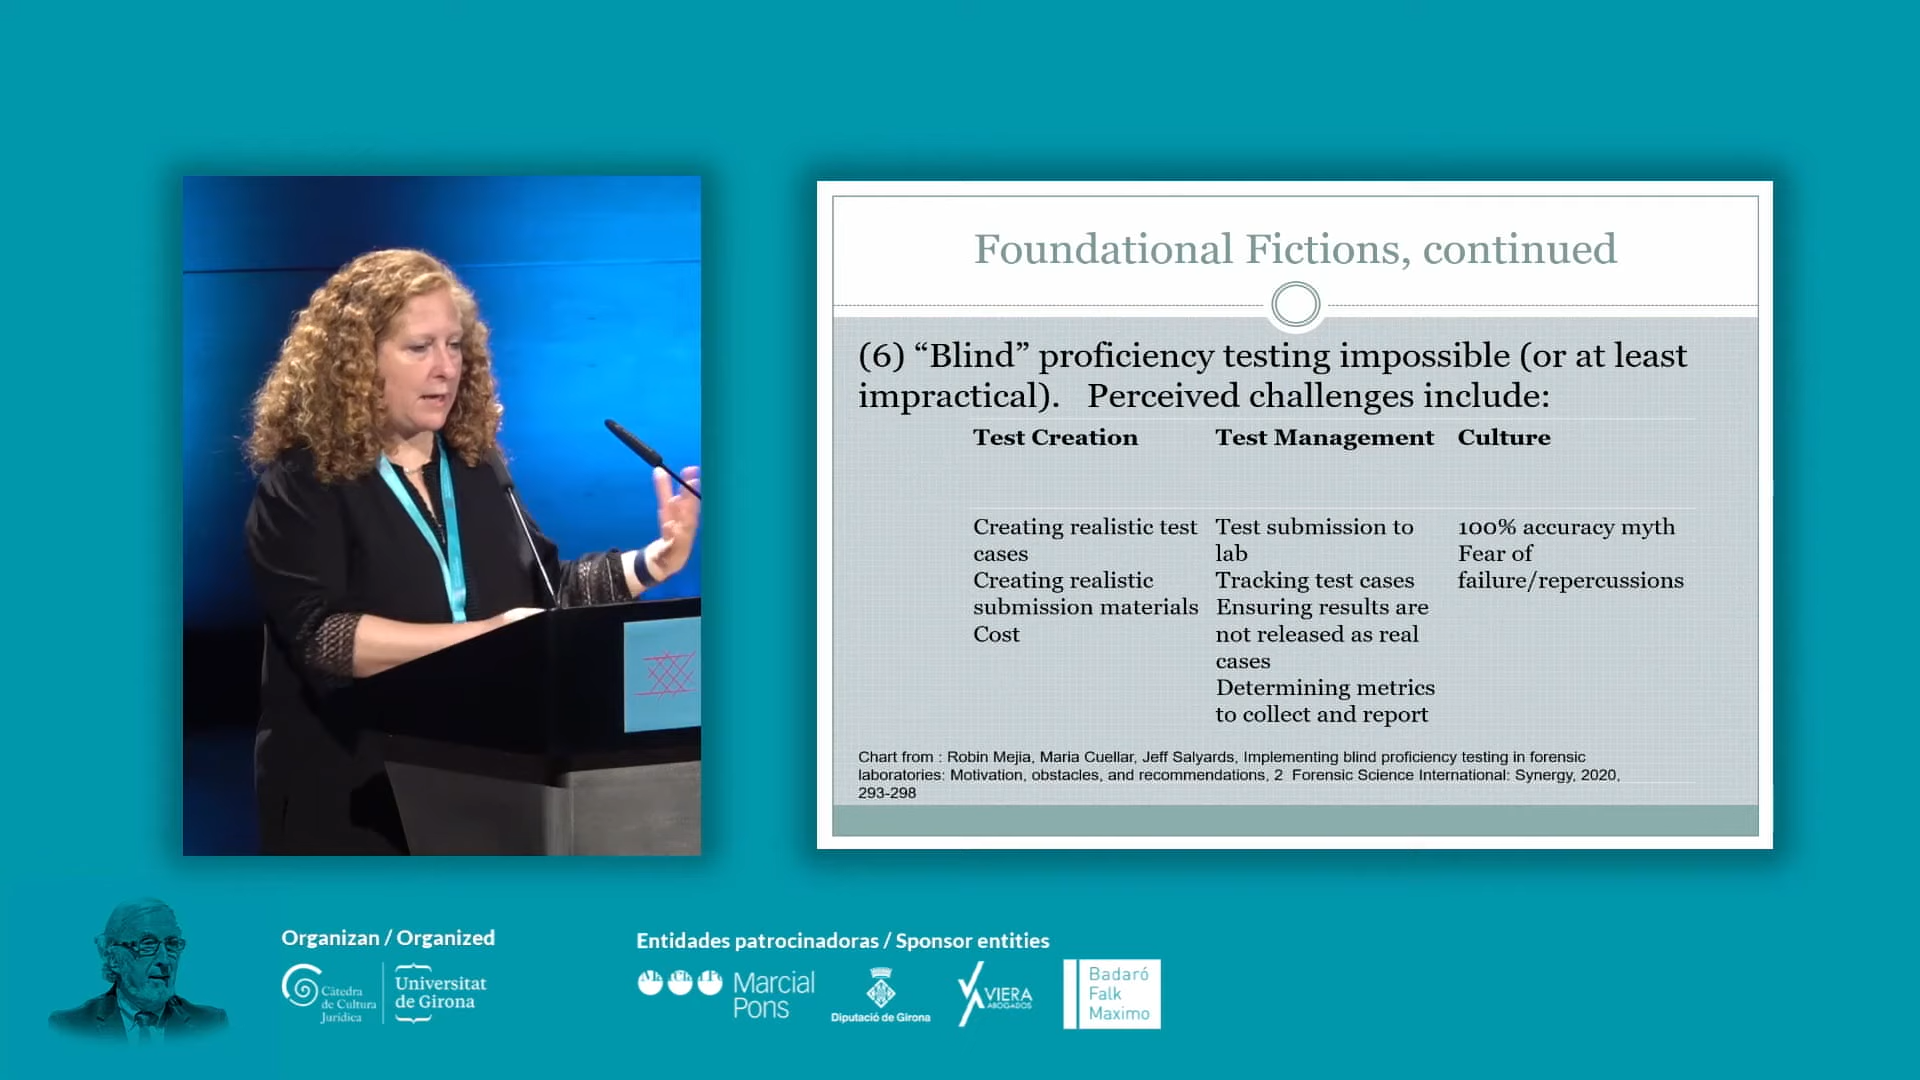 Foundational Fictions, continued
(6) “Blind” proficiency testing impossible (or at least
impractical).   Perceived challenges include:
Test Creation
Test Management
Culture
Creating realistic test
cases
Creating realistic
submission materials
Cost
Test submission to
lab
Tracking test cases
Ensuring results are
not released as real
cases
Determining metrics
to collect and report
100% accuracy myth
Fear of
failure/repercussions
Chart from : Robin Mejia, Maria Cuellar, Jeff Salyards, Implementing blind proficiency testing in forensic
laboratories: Motivation, obstacles, and recommendations, 2  Forensic Science International: Synergy, 2020,
293-298
Organizan / Organized
Càtedra
de Cultura
Jurídica
Universitat
de Girona
Entidades patrocinadoras / Sponsor entities
Marcial
Pons
Diputació de Girona
VIERA
ABOGADOS
Badaró
Falk
Maximo